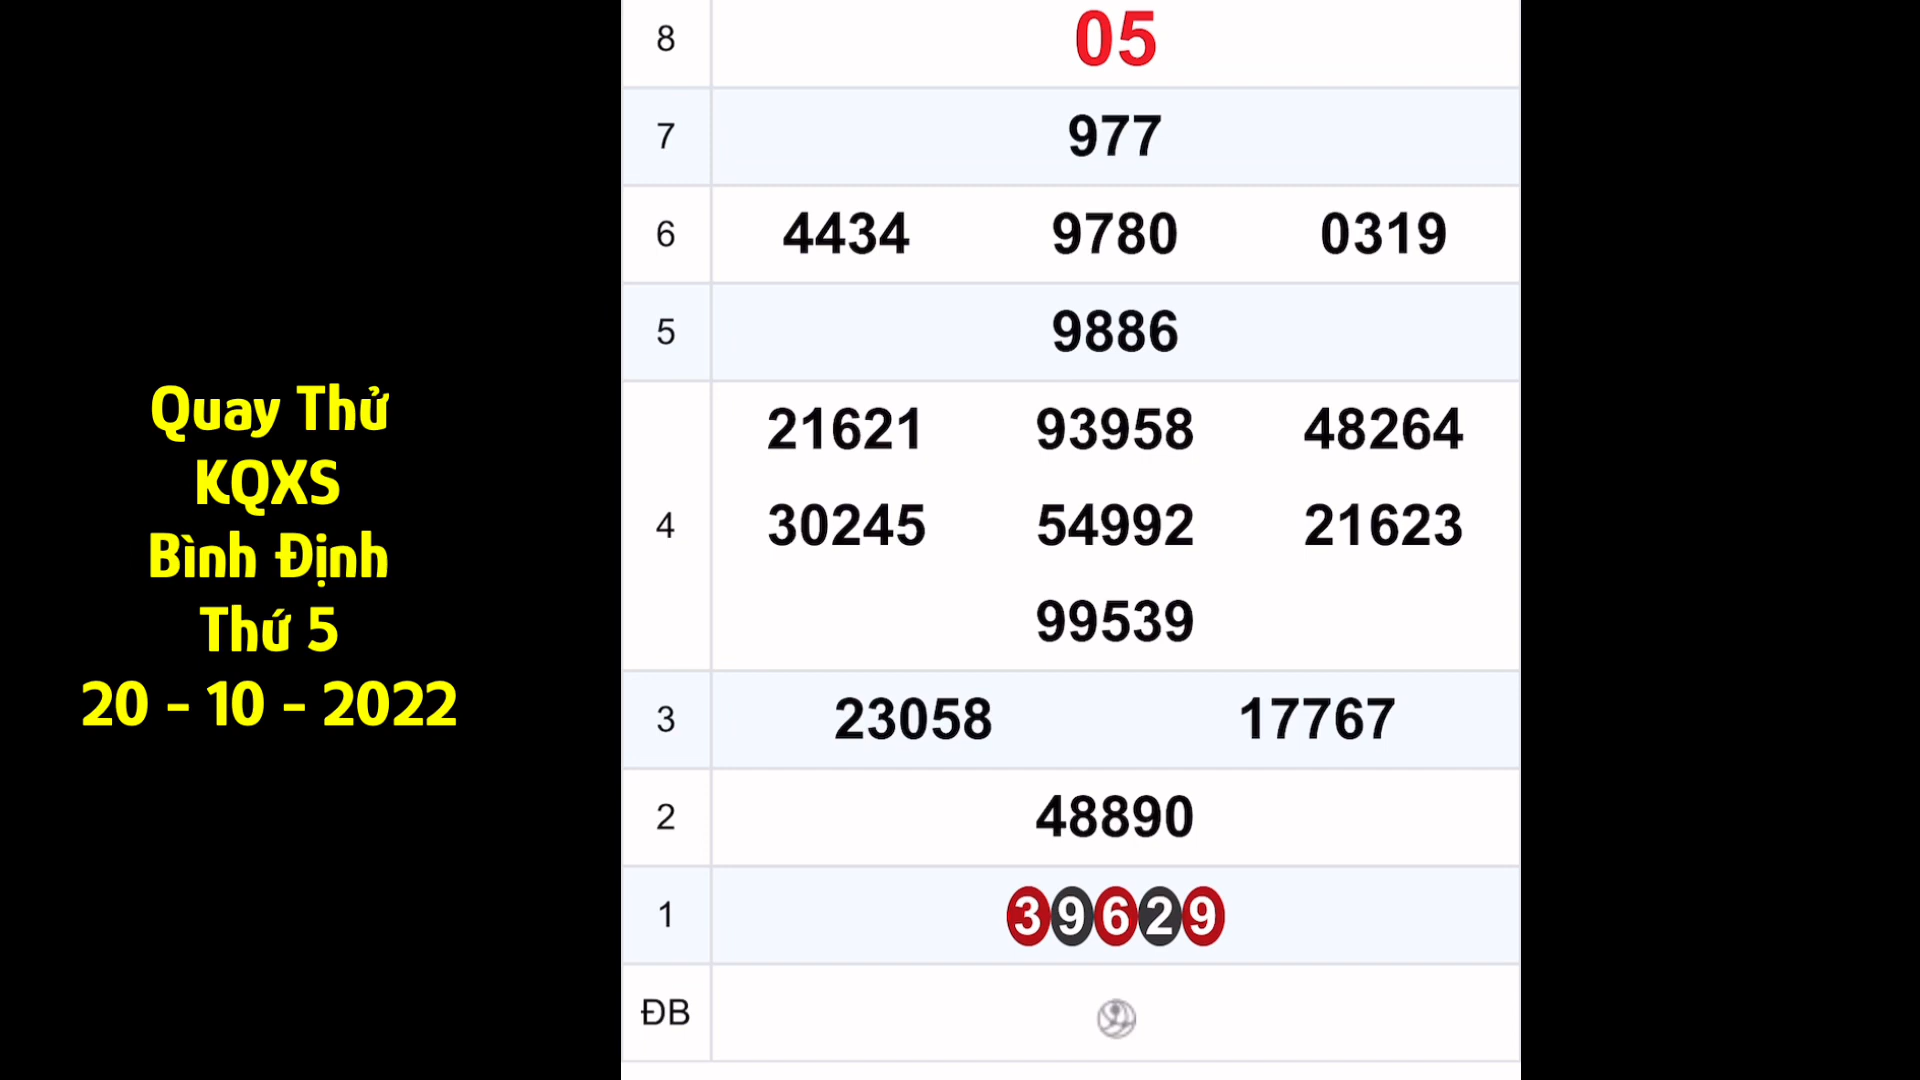 Quay Thử
KQXS
Bình Định
Thứ 5
20 - 10 - 2022
8 05
7 977
6 4434 9780 0319
5 9886
21621 93958 48264
4 30245 54992 21623
99539
3 23058 17767
2 48890
1 39629
ĐB